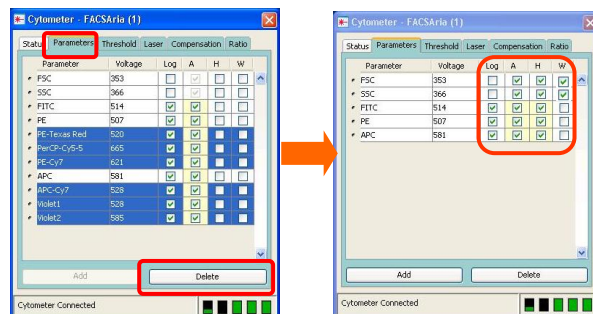 Cytometer - FACSAria (1)
Status Parameters Threshold Laser Compensation Ratio
Parameter Voltage Log A H W
FSC 353
SSC 366
FITC 514
PE 507
PE-Texas Red 520
PerCP-Cy5-5 665
PE-Cy7 621
APC 581
APC-Cy7 528
Violet1 528
Violet2 585
Add Delete
Cytometer Connected
Cytometer - FACSAria (1)
Status Parameters Threshold Laser Compensation Ratio
Parameter Voltage Log A H W
FSC 353
SSC 366
FITC 514
PE 507
APC 581
Add Delete
Cytometer Connected